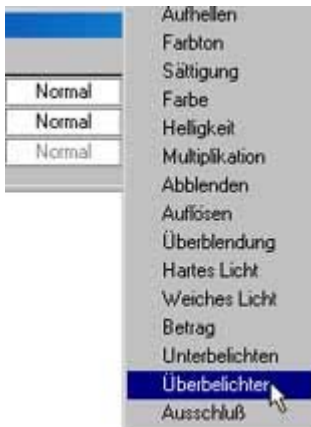 Aufhellen
Farbton
Sättigung
Farbe
Helligkeit
Multiplikation
Abblenden
Auflösen
Überblendung
Hartes Licht
Weiches Licht
Betrag
Unterbelichten
Überbelichten
Ausschluß
Normal
Normal
Normal